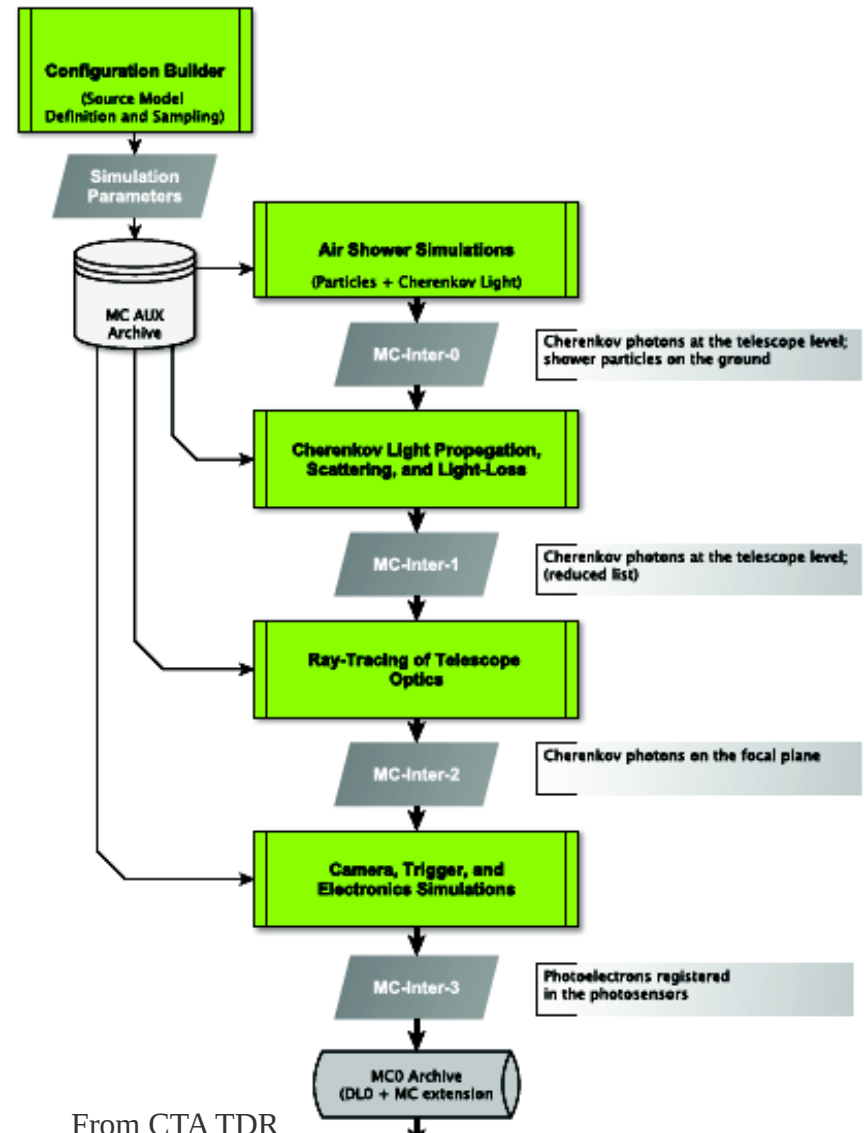 Configuration Builder
(Source Model
Definition and Sampling)
Simulation
Parameters
MC AUX
Archive
Air Shower Simulations
(Particles + Cherenkov Light)
MC-Inter-0
Cherenkov photons at the telescope level;
shower particles on the ground
Cherenkov Light Propegation,
Scattering, and Light-Loss
MC-Inter-1
Cherenkov photons at the telescope level;
(reduced list)
Ray-Tracing of Telescope
Optics
MC-Inter-2
Cherenkov photons on the focal plane
Camera, Trigger, and
Electronics Simulations
MC-Inter-3
Photoelectrons registered
in the photosensors
MC0 Archive
(DL0 + MC extension
From CTA TDR